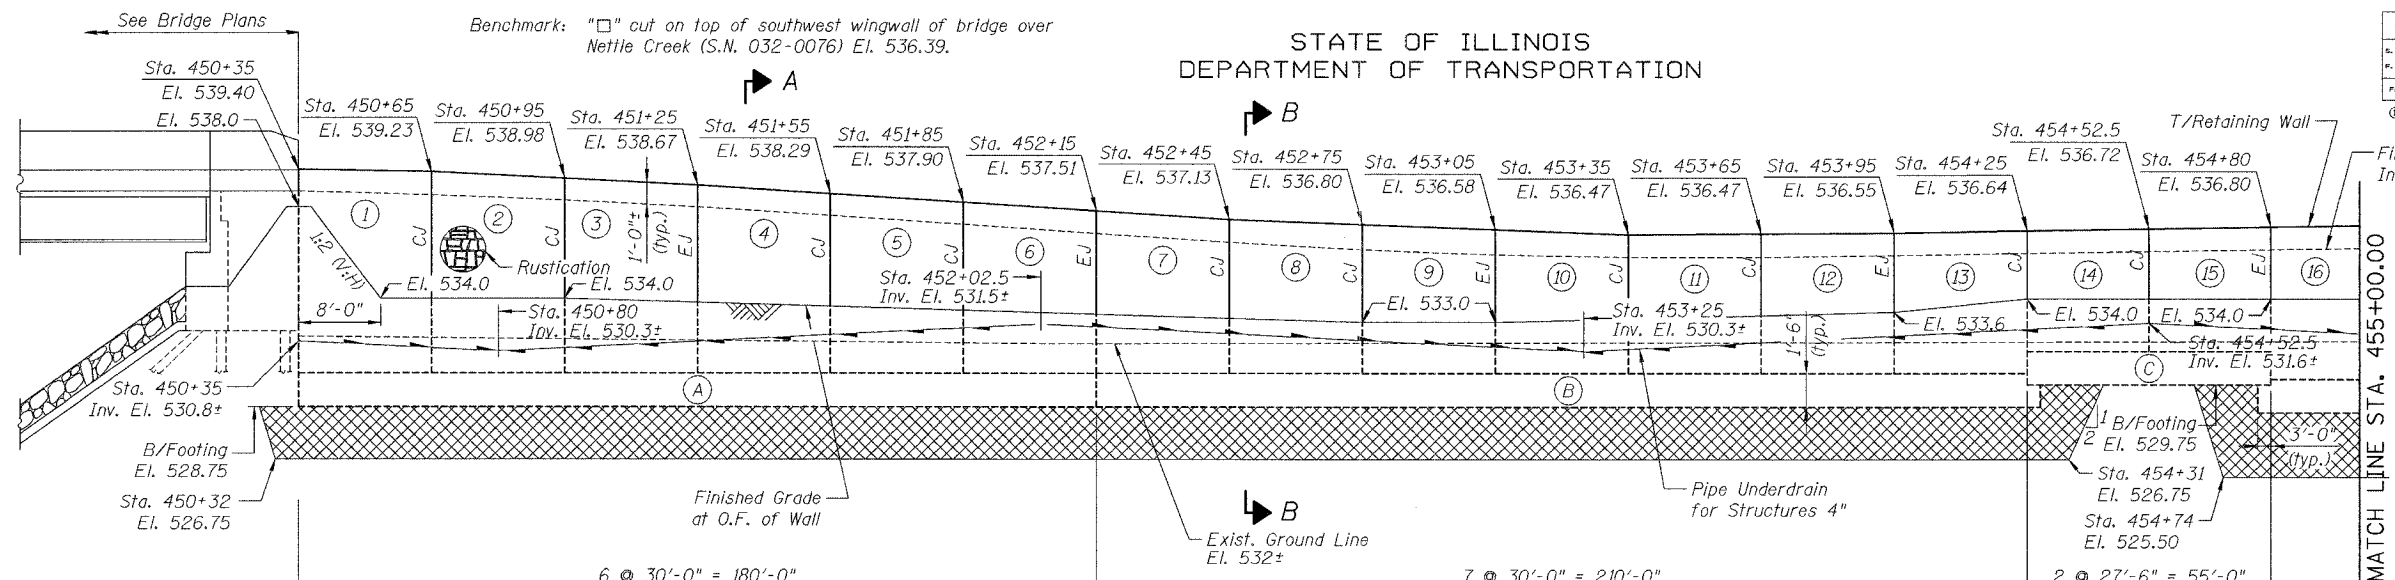 See Bridge Plans
Benchmark: "□" cut on top of southwest wingwall of bridge over
Nettle Creek (S.N. 032-0076) El. 536.39.
STATE OF ILLINOIS
DEPARTMENT OF TRANSPORTATION
A
B
Sta. 450+35
El. 539.40
El. 538.0
Sta. 450+65
El. 539.23
Sta. 450+95
El. 538.98
Sta. 451+25
El. 538.67
Sta. 451+55
El. 538.29
Sta. 451+85
El. 537.90
Sta. 452+15
El. 537.51
Sta. 452+45
El. 537.13
Sta. 452+75
El. 536.80
Sta. 453+05
El. 536.58
Sta. 453+35
El. 536.47
Sta. 453+65
El. 536.47
Sta. 453+95
El. 536.55
Sta. 454+25
El. 536.64
Sta. 454+52.5
El. 536.72
Sta. 454+80
El. 536.80
T/Retaining Wall
1
CJ
2
CJ
3
1'-0"±
(typ.)
EJ
4
CJ
5
CJ
6
EJ
7
CJ
8
CJ
9
EJ
10
CJ
11
CJ
12
EJ
13
CJ
14
CJ
15
EJ
16
1:2 (V:H)
Rustication
El. 534.0
El. 534.0
8'-0"
Sta. 450+80
Inv. El. 530.3±
Sta. 452+02.5
Inv. El. 531.5±
El. 533.0
Sta. 453+25
Inv. El. 530.3±
1'-6"
(typ.)
El. 533.6
El. 534.0
El. 534.0
Sta. 454+52.5
Inv. El. 531.6±
Sta. 450+35
Inv. El. 530.8±
A
B
C
B/Footing
El. 528.75
Sta. 450+32
El. 526.75
Finished Grade
at O.F. of Wall
B
Exist. Ground Line
El. 532±
Pipe Underdrain
for Structures 4"
1
2
B/Footing
El. 529.75
3'-0"
(typ.)
Sta. 454+31
El. 526.75
Sta. 454+74
El. 525.50
MATCH LINE STA. 455+00.00
6 @ 30'-0" = 180'-0"
7 @ 30'-0" = 210'-0"
2 @ 27'-6" = 55'-0"